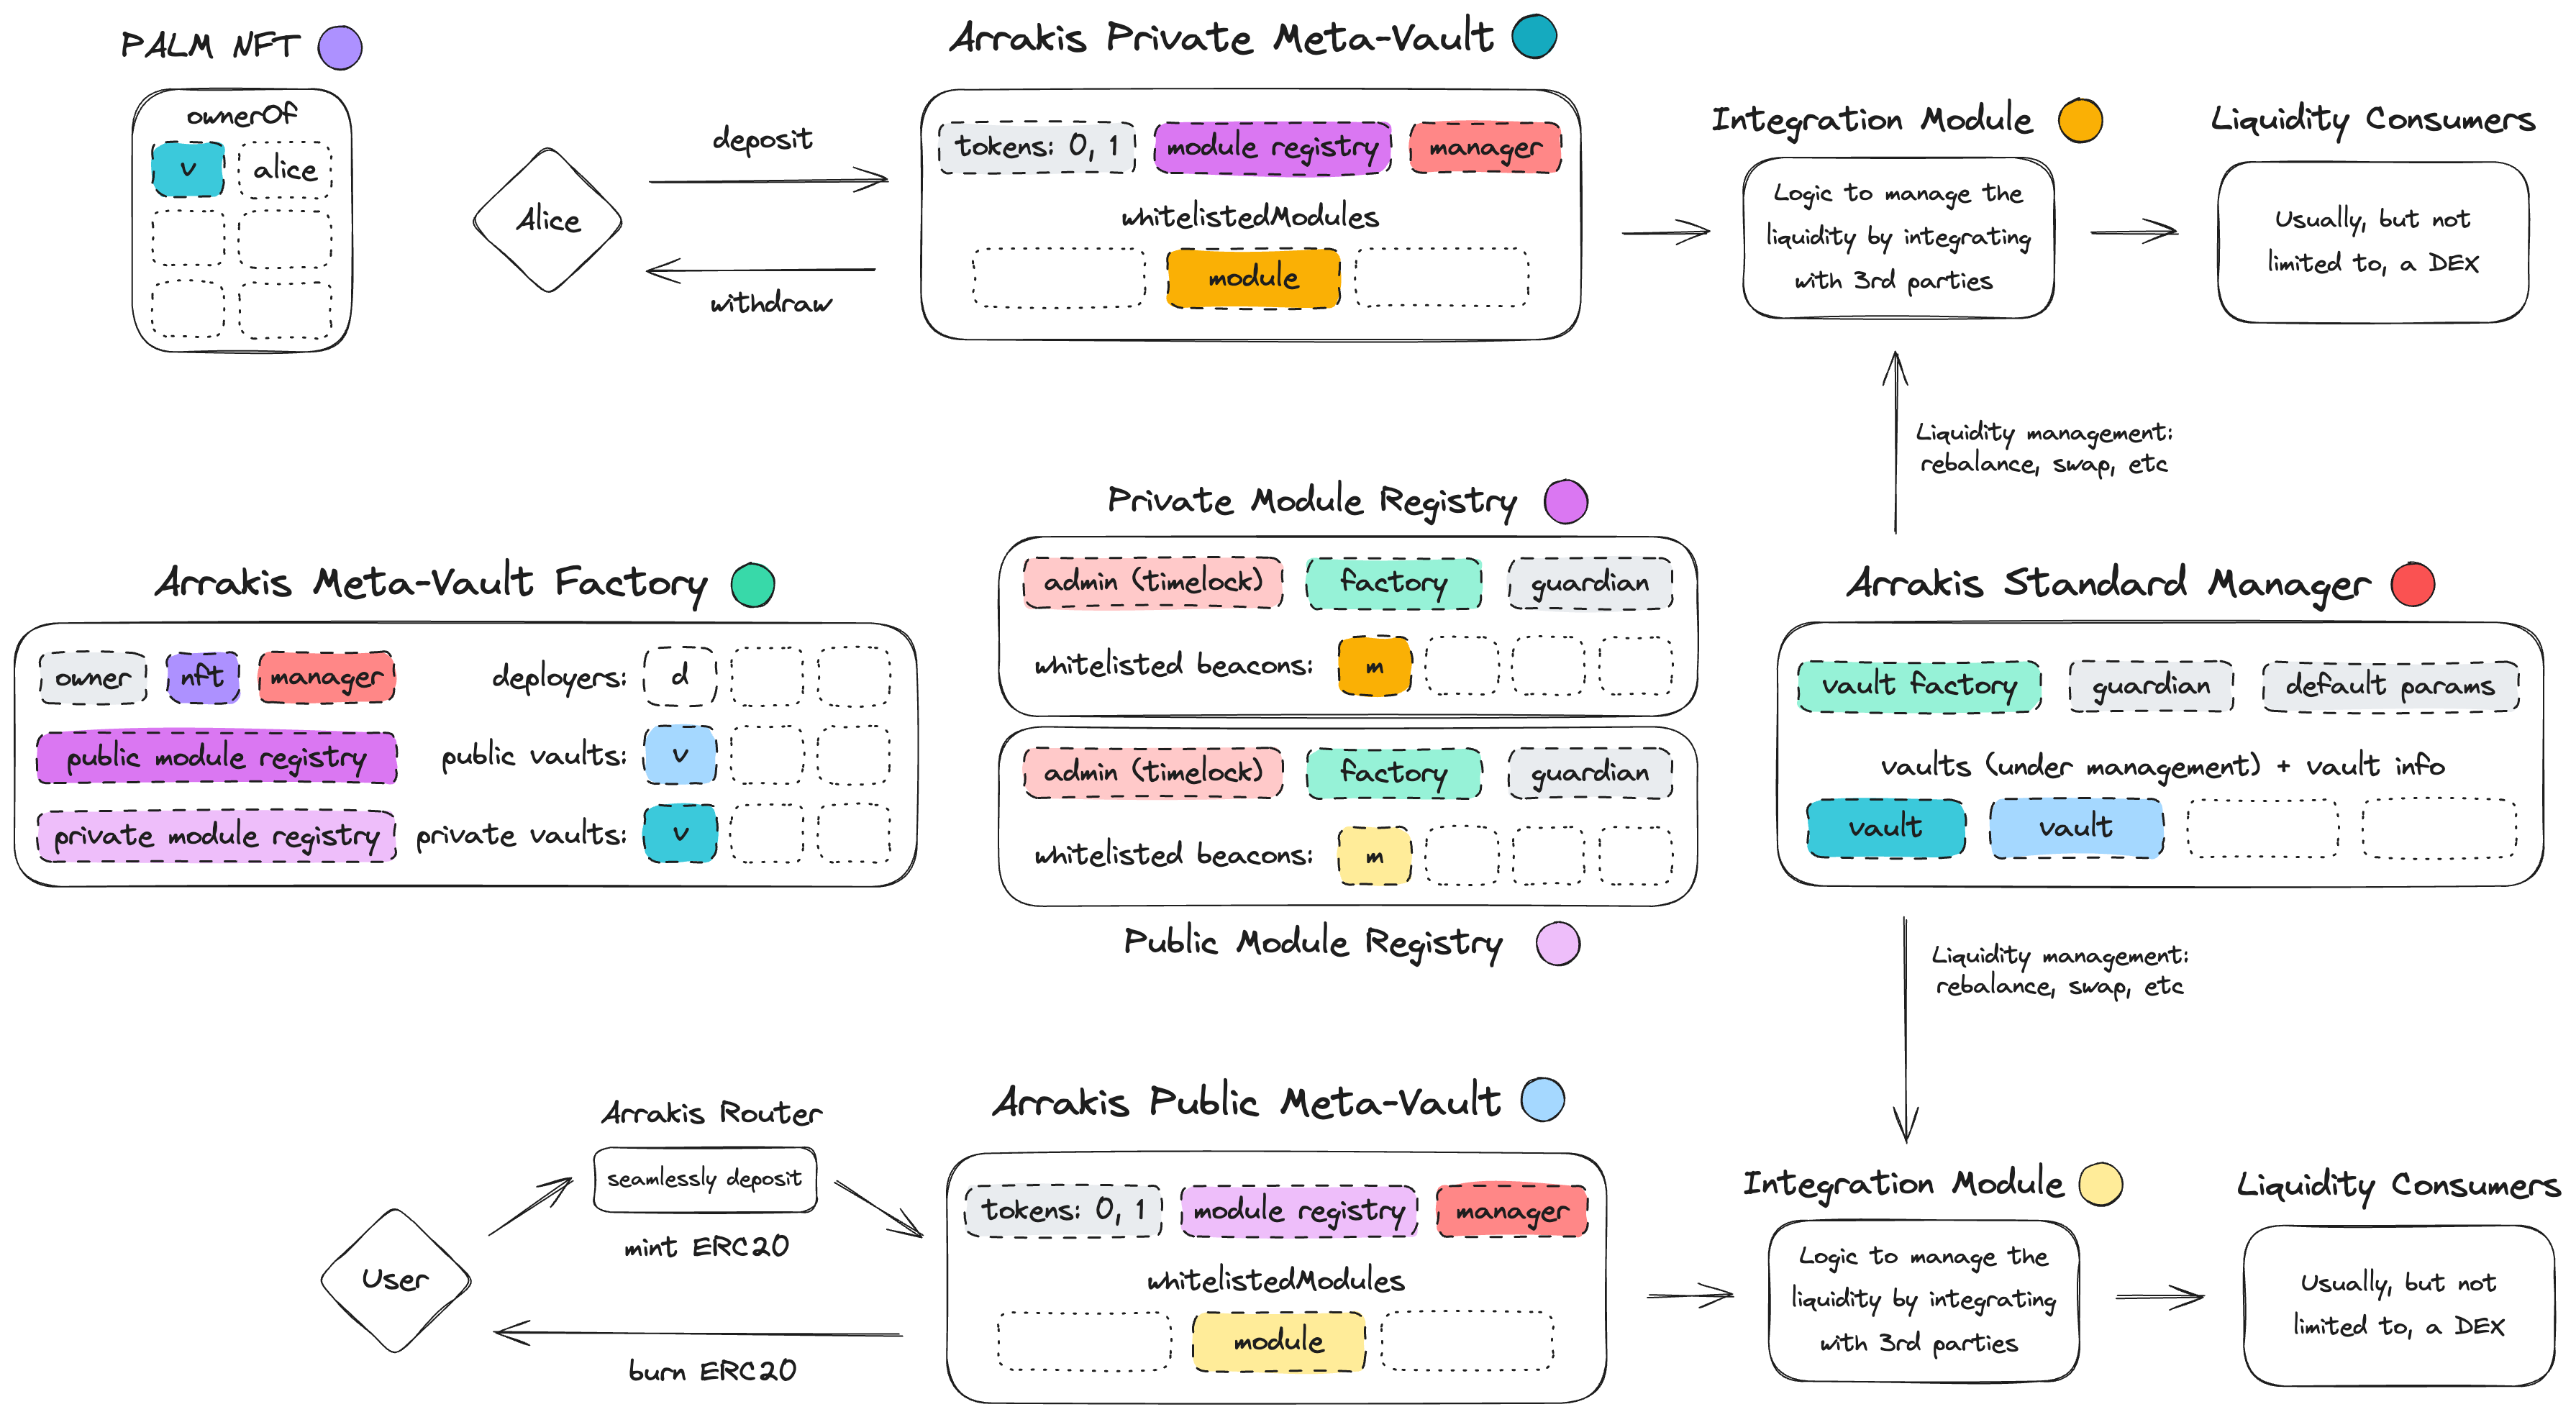 PALM NFT
ownerOf
v
alice
Alice
deposit
withdraw
Arrakis Private Meta-Vault
tokens: 0, 1
module registry
manager
whitelistedModules
module
Integration Module
Logic to manage the
liquidity by integrating
with 3rd parties
Liquidity Consumers
Usually, but not
limited to, a DEX
Liquidity management:
rebalance, swap, etc
Arrakis Meta-Vault Factory
owner
nft
manager
deployers:
d
public module registry
public vaults:
v
private module registry
private vaults:
v
Private Module Registry
admin (timelock)
factory
guardian
whitelisted beacons:
m
admin (timelock)
factory
guardian
whitelisted beacons:
m
Public Module Registry
Arrakis Standard Manager
vault factory
guardian
default params
vaults (under management) + vault info
vault
vault
Liquidity management:
rebalance, swap, etc
User
Arrakis Router
seamlessly deposit
mint ERC20
burn ERC20
Arrakis Public Meta-Vault
tokens: 0, 1
module registry
manager
whitelistedModules
module
Integration Module
Logic to manage the
liquidity by integrating
with 3rd parties
Liquidity Consumers
Usually, but not
limited to, a DEX